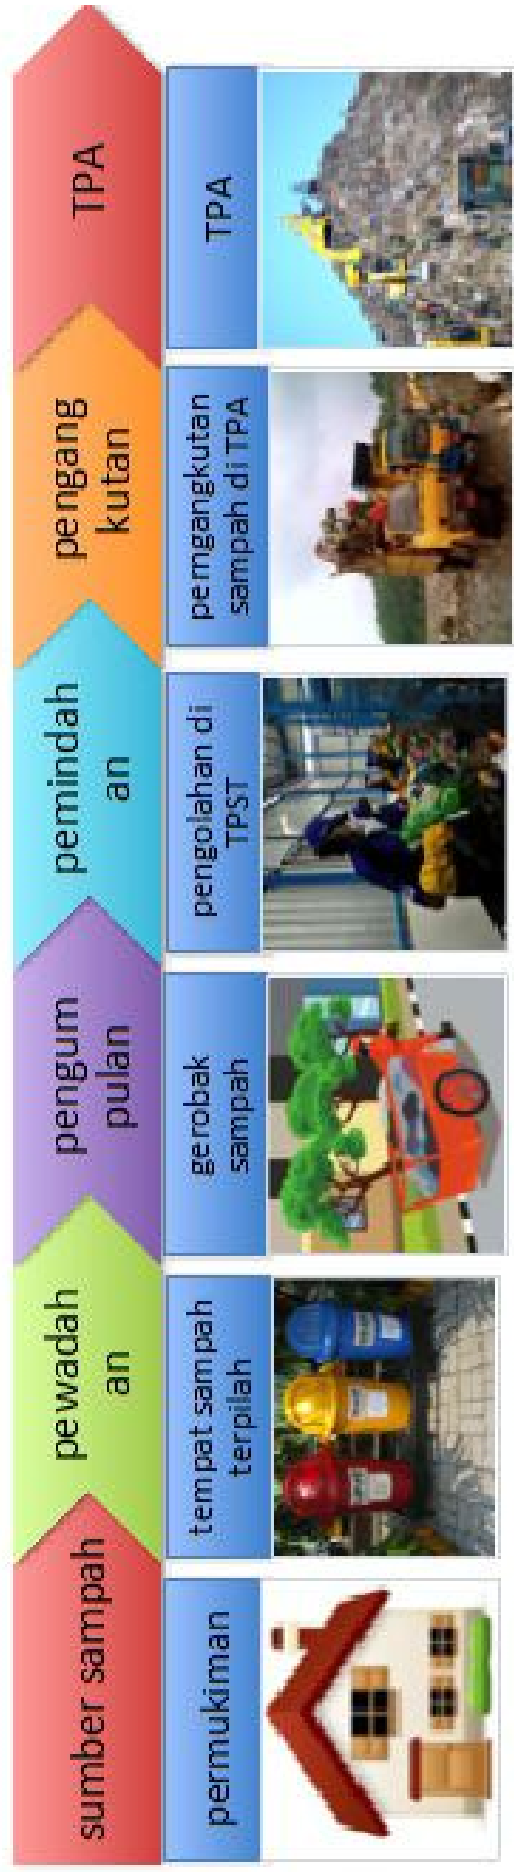 sumber sampah
pewadah
an
pengum
pulan
pemindah
an
pengang
kutan
TPA
permukiman
tempat sampah
terpilah
gerobak
sampah
pengolahan di
TPST
pemgangkutan
sampah di TPA
TPA